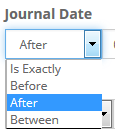 Journal Date
After
Is Exactly
Before
After
Between